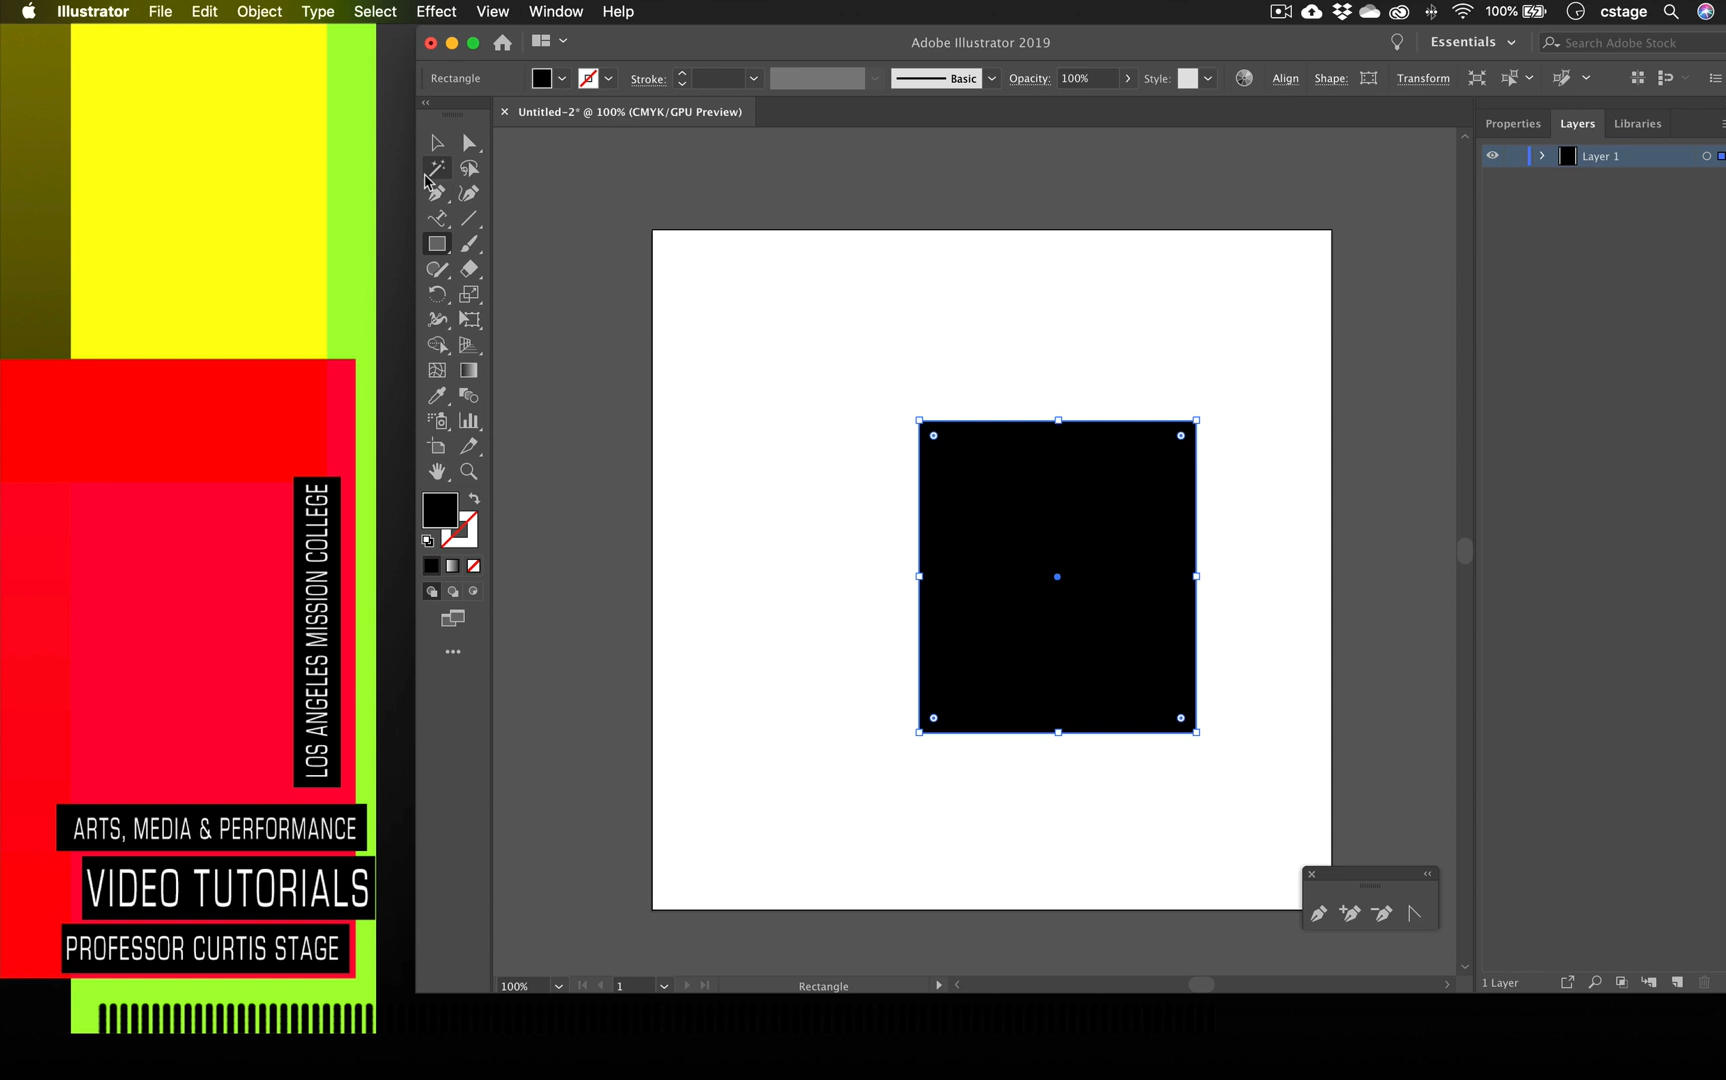 Illustrator File Edit Object Type Select Effect View Window Help
100% cstage
Adobe Illustrator 2019
Essentials
Search Adobe Stock
Rectangle
Stroke:
Basic
Opacity: 100%
Style:
Align
Shape:
Transform
× Untitled-2* @ 100% (CMYK/GPU Preview)
Properties Layers Libraries
Layer 1
LOS ANGELES MISSION COLLEGE
ARTS, MEDIA & PERFORMANCE
VIDEO TUTORIALS
PROFESSOR CURTIS STAGE
100%
1
Rectangle
1 Layer